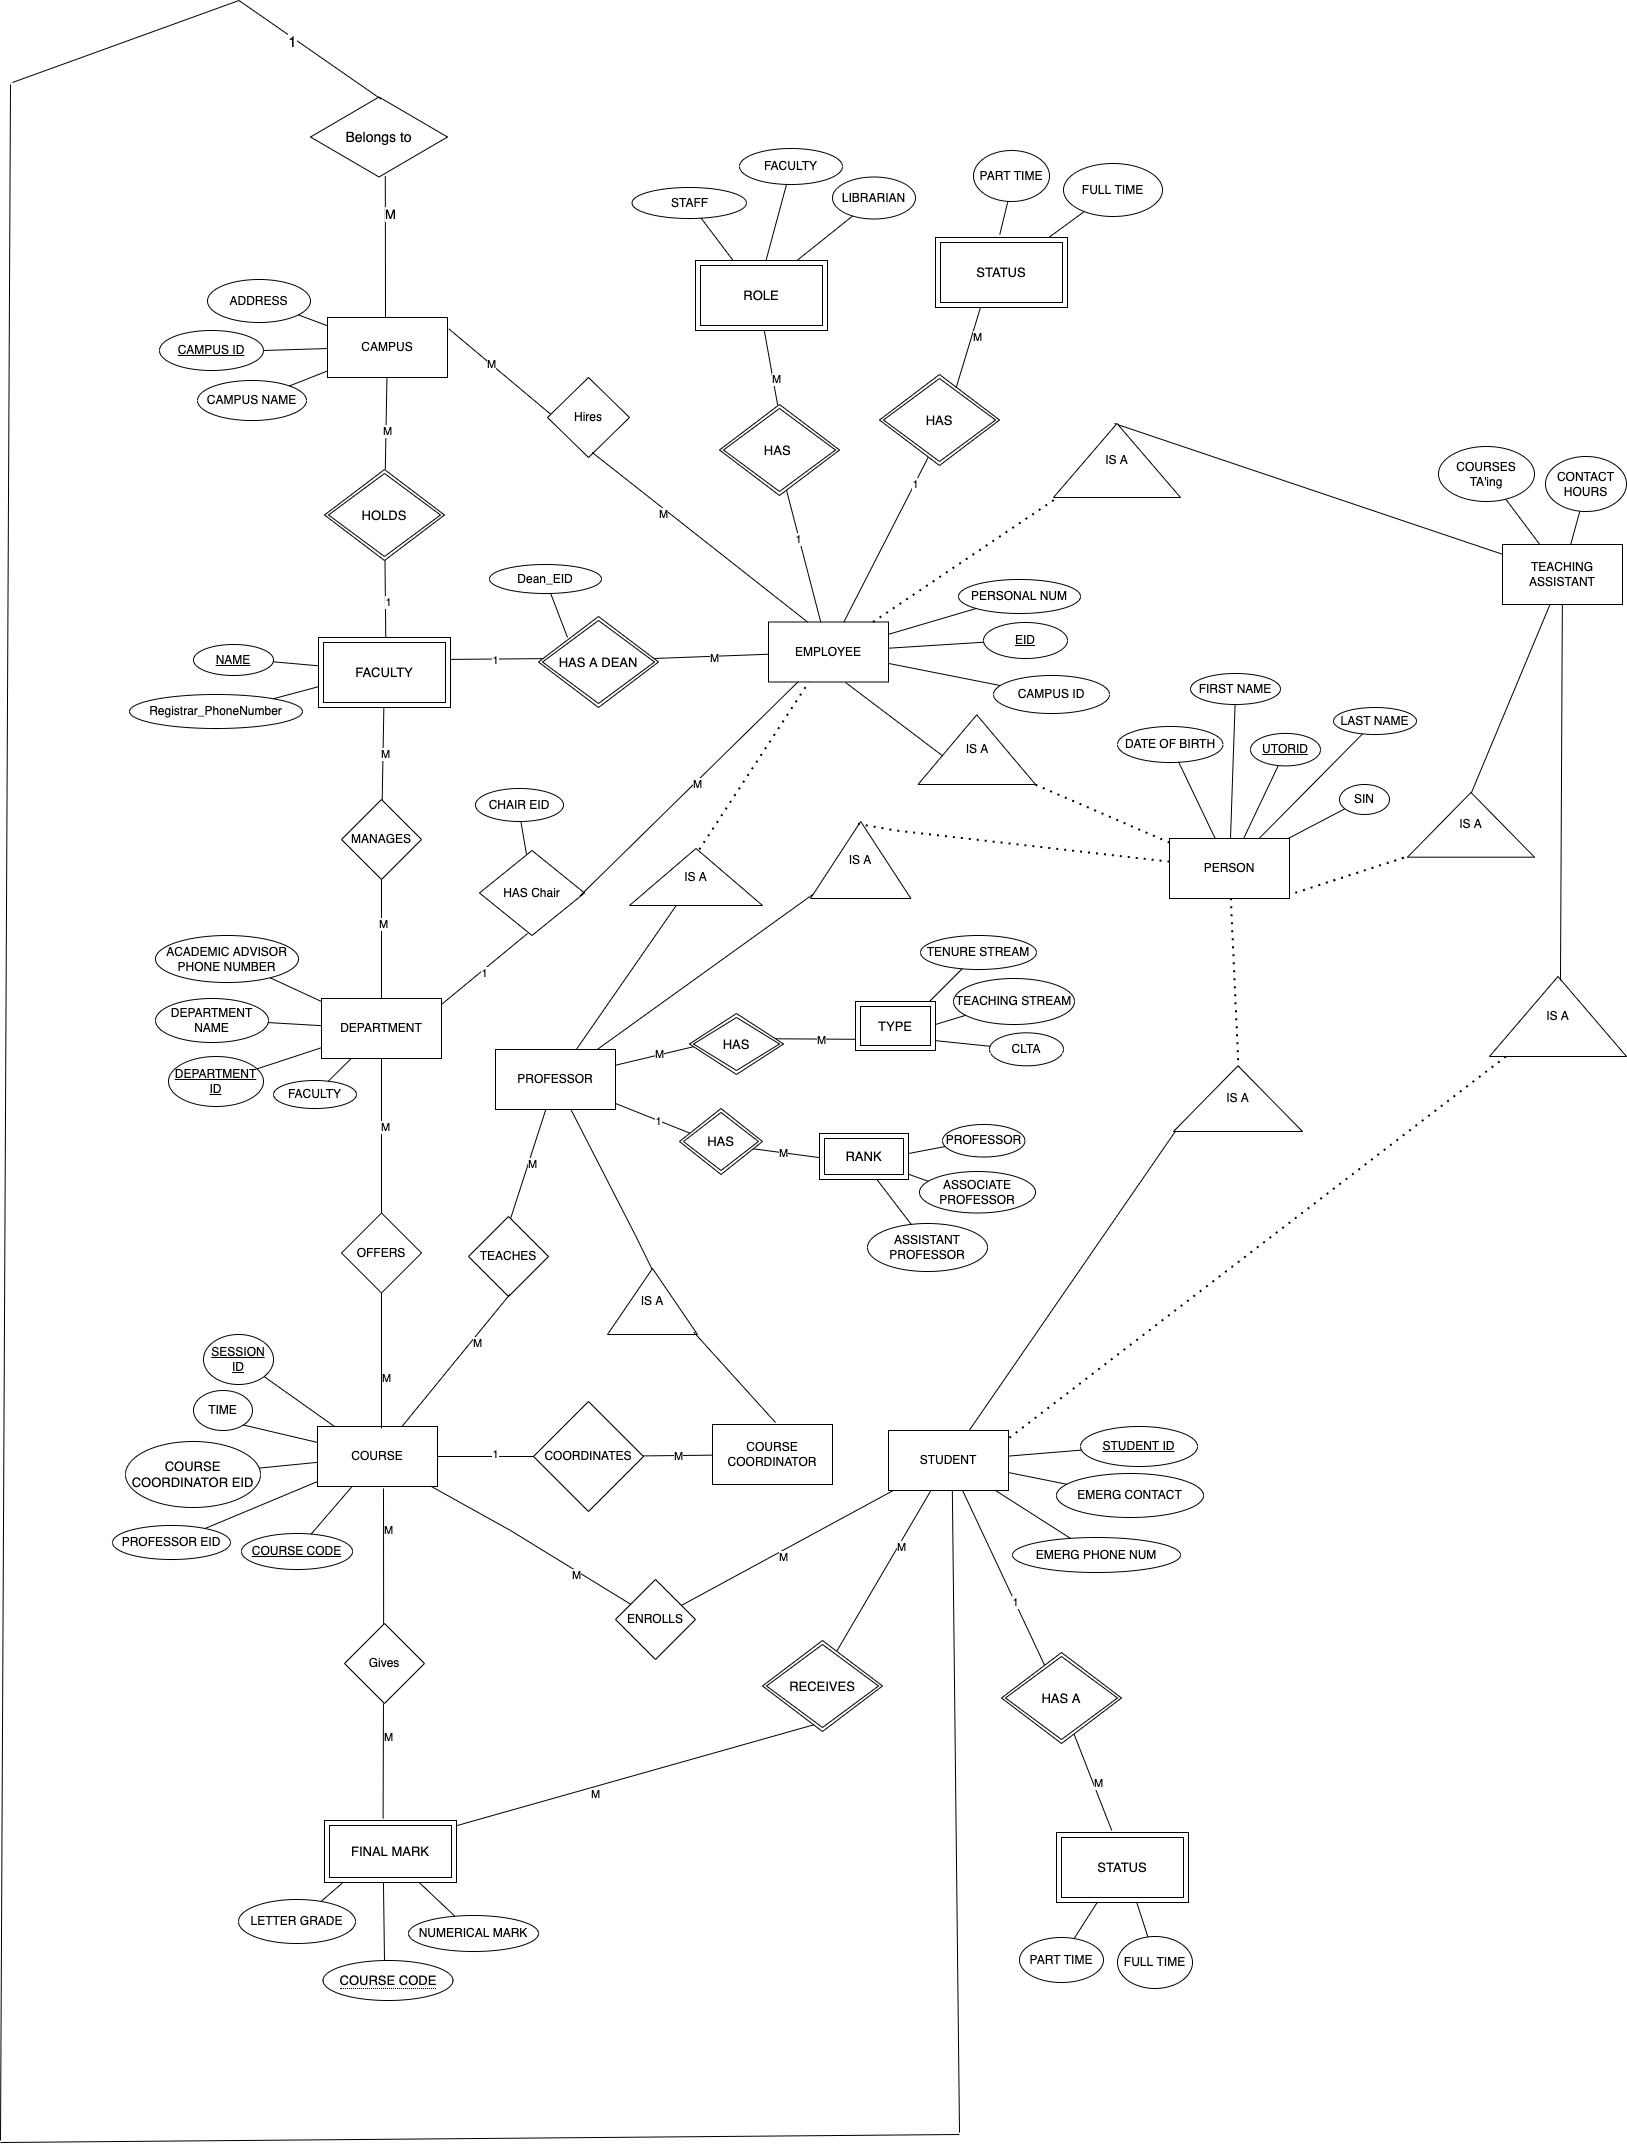 1
Belongs to
M
FACULTY
PART TIME
FULL TIME
STAFF
LIBRARIAN
STATUS
ROLE
ADDRESS
CAMPUS ID
CAMPUS
CAMPUS NAME
M
M
M
Hires
HAS
M
HAS
IS A
COURSES
TA'ing
CONTACT
HOURS
HOLDS
M
1
1
TEACHING
ASSISTANT
1
Dean_EID
PERSONAL NUM
EID
EMPLOYEE
CAMPUS ID
NAME
FACULTY
Registrar_PhoneNumber
1
HAS A DEAN
M
FIRST NAME
LAST NAME
DATE OF BIRTH
UTORID
SIN
IS A
M
M
MANAGES
CHAIR EID
IS A
IS A
PERSON
IS A
HAS Chair
M
1
ACADEMIC ADVISOR
PHONE NUMBER
DEPARTMENT
NAME
DEPARTMENT
DEPARTMENT
ID
FACULTY
TENURE STREAM
TEACHING STREAM
TYPE
CLTA
HAS
M
M
IS A
PROFESSOR
1
HAS
M
RANK
PROFESSOR
ASSOCIATE
PROFESSOR
ASSISTANT
PROFESSOR
IS A
M
M
OFFERS
TEACHES
IS A
M
M
SESSION
ID
TIME
COURSE
COURSE
COORDINATOR EID
PROFESSOR EID
COURSE CODE
1
COORDINATES
M
COURSE
COORDINATOR
STUDENT
STUDENT ID
EMERG CONTACT
EMERG PHONE NUM
M
M
M
M
1
ENROLLS
Gives
RECEIVES
HAS A
M
M
M
FINAL MARK
STATUS
LETTER GRADE
NUMERICAL MARK
COURSE CODE
PART TIME
FULL TIME